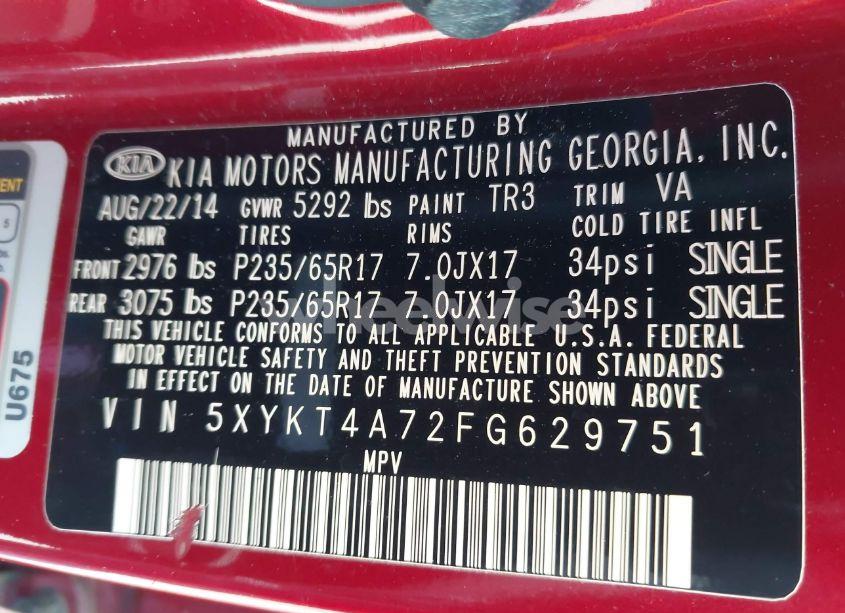 MANUFACTURED BY
KIA KIA MOTORS MANUFACTURING GEORGIA, INC.
AUG/22/14 GVWR 5292 lbs PAINT TR3 TRIM VA
GAWR TIRES RIMS COLD TIRE INFL
FRONT 2976 lbs P235/65R17 7.0JX17 34psi SINGLE
REAR 3075 lbs P235/65R17 7.0JX17 34psi SINGLE
THIS VEHICLE CONFORMS TO ALL APPLICABLE U.S.A. FEDERAL
MOTOR VEHICLE SAFETY AND THEFT PREVENTION STANDARDS
IN EFFECT ON THE DATE OF MANUFACTURE SHOWN ABOVE
VIN 5XYKT4A72FG629751
MPV
U675
5
wheelwise